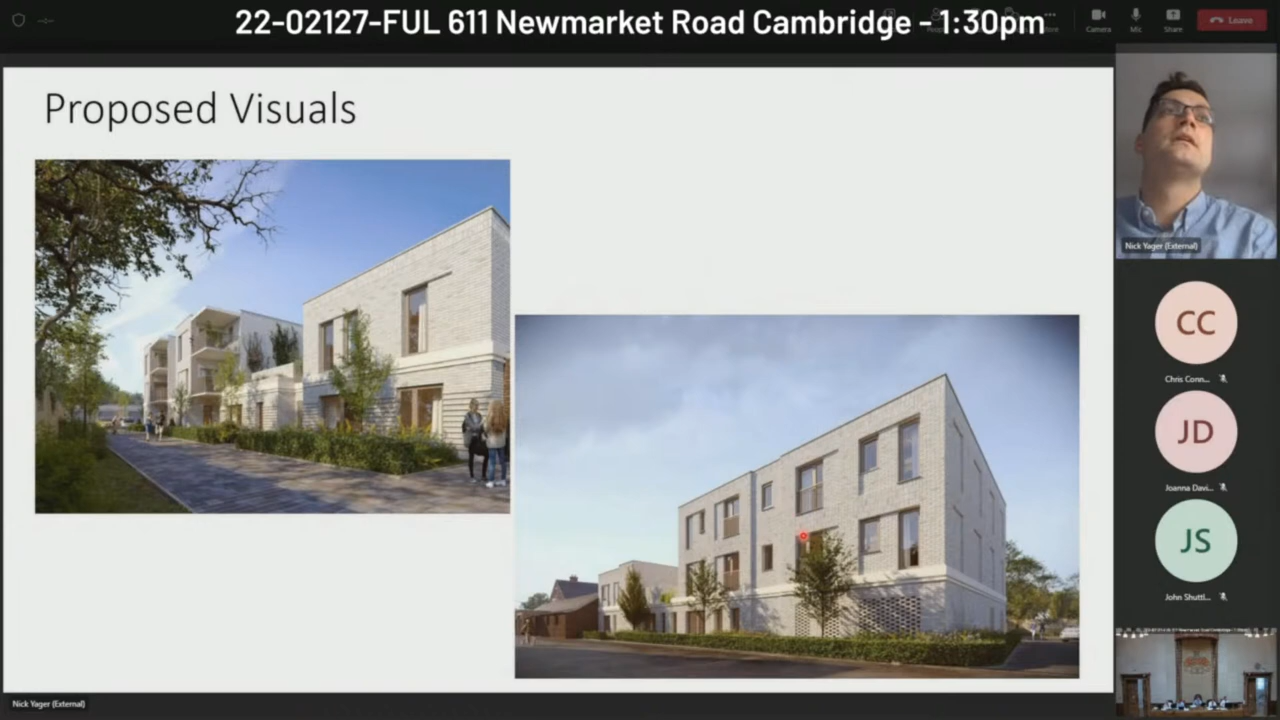 22-02127-FUL 611 Newmarket Road Cambridge – 1:30pm
Camera
Mic
Share
Leave
Proposed Visuals
Nick Yager (External)
CC
Chris Conn...
JD
Joanna Davi...
JS
John Shuttl...
Nick Yager (External)